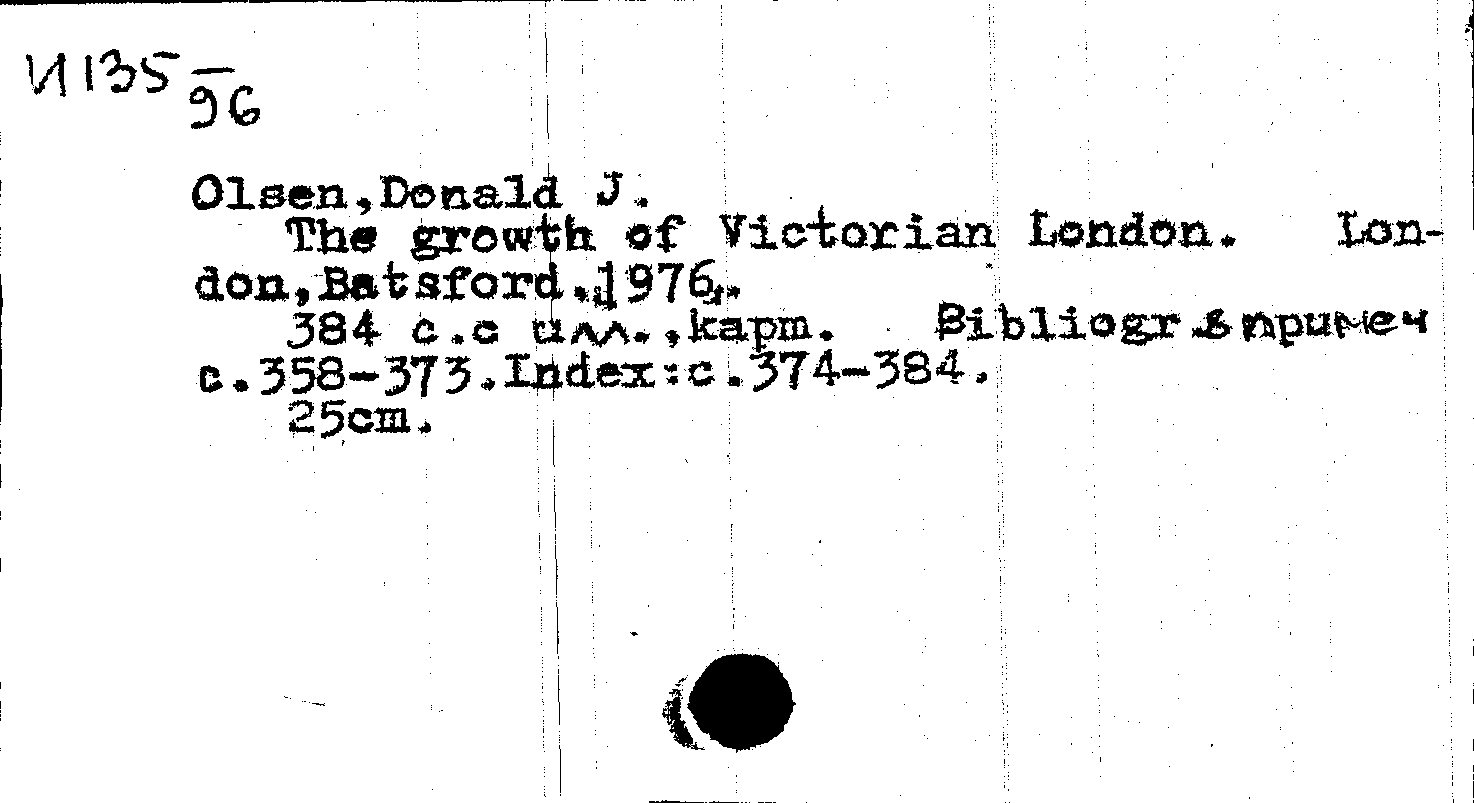 И135 —
96
Olsen,Donald J.
The growth of Victorian London. Lon-
don,Batsford.,1976,.
384 с.с илл.,карт. Bibliogr.в примеч
с.358-373.Index:с.374-384.
25cm.